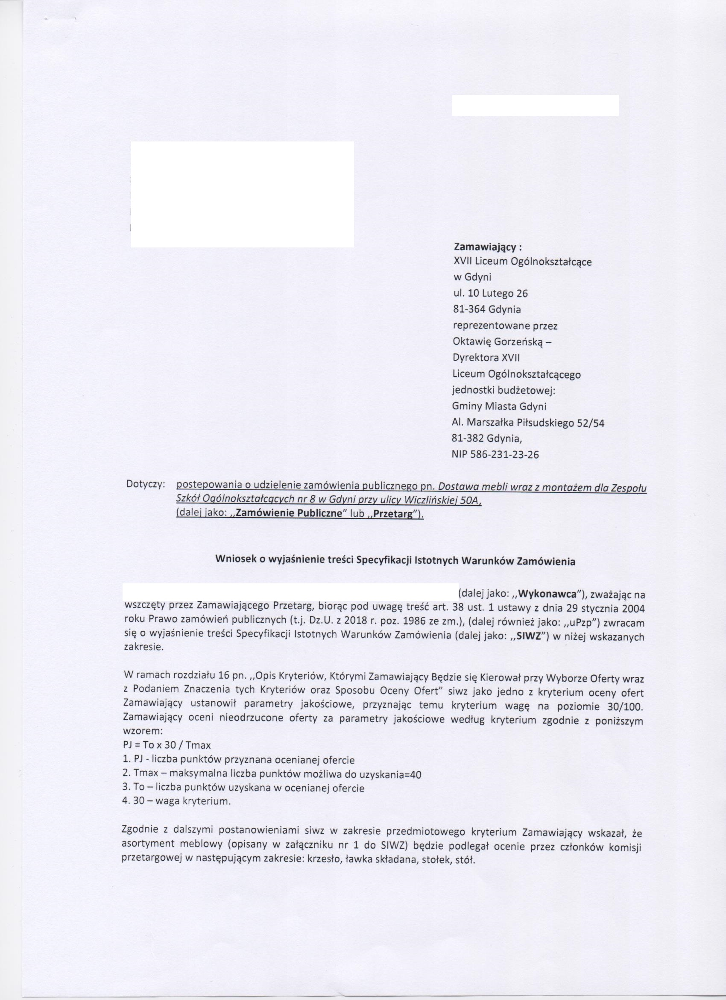 Zamawiający :
XVII Liceum Ogólnokształcące
w Gdyni
ul. 10 Lutego 26
81-364 Gdynia
reprezentowane przez
Oktawię Gorzeńską –
Dyrektora XVII
Liceum Ogólnokształcącego
jednostki budżetowej:
Gminy Miasta Gdyni
Al. Marszałka Piłsudskiego 52/54
81-382 Gdynia,
NIP 586-231-23-26
Dotyczy: postepowania o udzielenie zamówienia publicznego pn. Dostawa mebli wraz z montażem dla Zespołu
Szkół Ogólnokształcących nr 8 w Gdyni przy ulicy Wiczlińskiej 50A,
(dalej jako: ,,Zamówienie Publiczne” lub ,,Przetarg”).
Wniosek o wyjaśnienie treści Specyfikacji Istotnych Warunków Zamówienia
(dalej jako: ,,Wykonawca”), zważając na
wszczęty przez Zamawiającego Przetarg, biorąc pod uwagę treść art. 38 ust. 1 ustawy z dnia 29 stycznia 2004
roku Prawo zamówień publicznych (t.j. Dz.U. z 2018 r. poz. 1986 ze zm.), (dalej również jako: ,,uPzp”) zwracam
się o wyjaśnienie treści Specyfikacji Istotnych Warunków Zamówienia (dalej jako: ,,SIWZ”) w niżej wskazanych
zakresie.
W ramach rozdziału 16 pn. ,,Opis Kryteriów, Którymi Zamawiający Będzie się Kierował przy Wyborze Oferty wraz
z Podaniem Znaczenia tych Kryteriów oraz Sposobu Oceny Ofert” siwz jako jedno z kryterium oceny ofert
Zamawiający ustanowił parametry jakościowe, przyznając temu kryterium wagę na poziomie 30/100.
Zamawiający oceni nieodrzucone oferty za parametry jakościowe według kryterium zgodnie z poniższym
wzorem:
PJ = To x 30 / Tmax
1. PJ - liczba punktów przyznana ocenianej ofercie
2. Tmax – maksymalna liczba punktów możliwa do uzyskania=40
3. To – liczba punktów uzyskana w ocenianej ofercie
4. 30 – waga kryterium.
Zgodnie z dalszymi postanowieniami siwz w zakresie przedmiotowego kryterium Zamawiający wskazał, że
asortyment meblowy (opisany w załączniku nr 1 do SIWZ) będzie podlegał ocenie przez członków komisji
przetargowej w następującym zakresie: krzesło, ławka składana, stołek, stół.